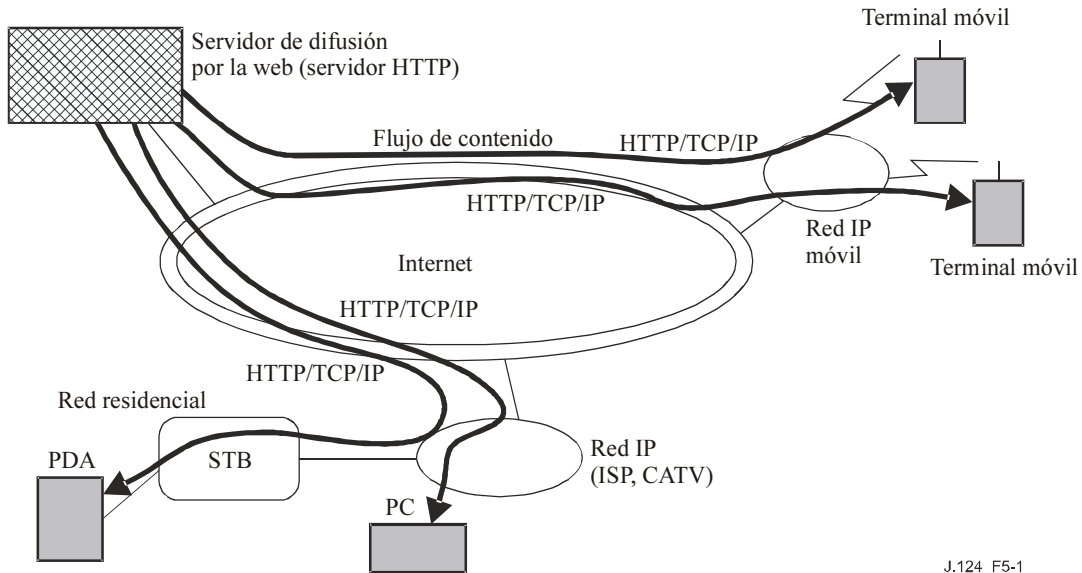 Terminal móvil
Servidor de difusión
por la web (servidor HTTP)
Flujo de contenido
HTTP/TCP/IP
HTTP/TCP/IP
Red IP
móvil
Terminal móvil
Internet
HTTP/TCP/IP
HTTP/TCP/IP
Red residencial
STB
PDA
Red IP
(ISP, CATV)
PC
J.124_F5-1